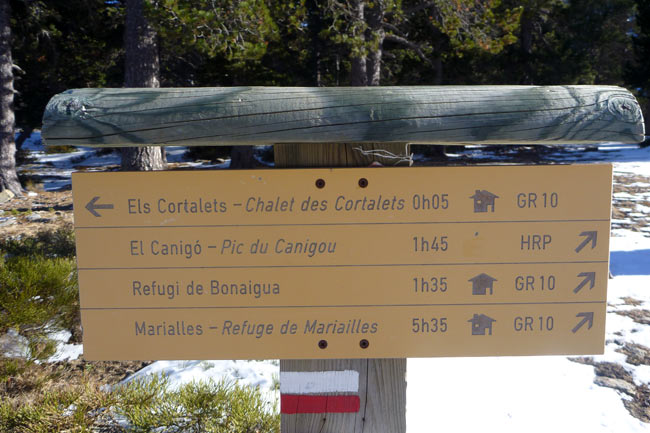 Els Cortalets – Chalet des Cortalets 0h05 GR 10
El Canigó – Pic du Canigou 1h45 HRP
Refugi de Bonaigua 1h35 GR 10
Marialles – Refuge de Mariailles 5h35 GR 10